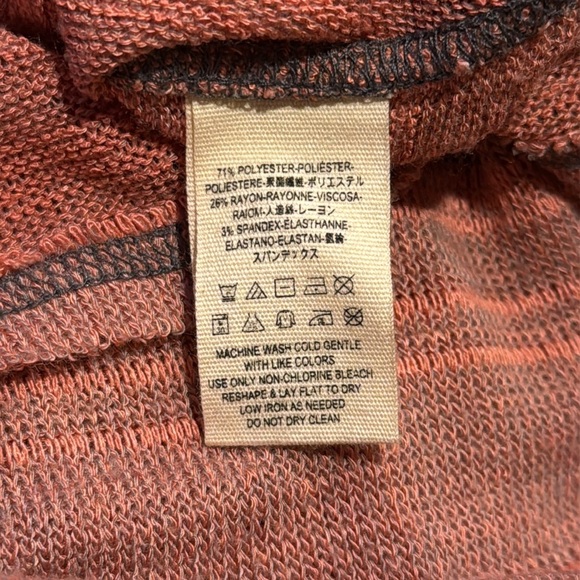 71% POLYESTER-POLIÉSTER-
POLIESTERE-聚酯纖維-ポリエステル
26% RAYON-RAYONNE-VISCOSA-
RAION-人造絲-レーヨン
3% SPANDEX-ÉLASTHANNE-
ELASTANO-ELASTAN-氨綸-
スパンデックス
MACHINE WASH COLD GENTLE
WITH LIKE COLORS
USE ONLY NON-CHLORINE BLEACH
RESHAPE & LAY FLAT TO DRY
LOW IRON AS NEEDED
DO NOT DRY CLEAN